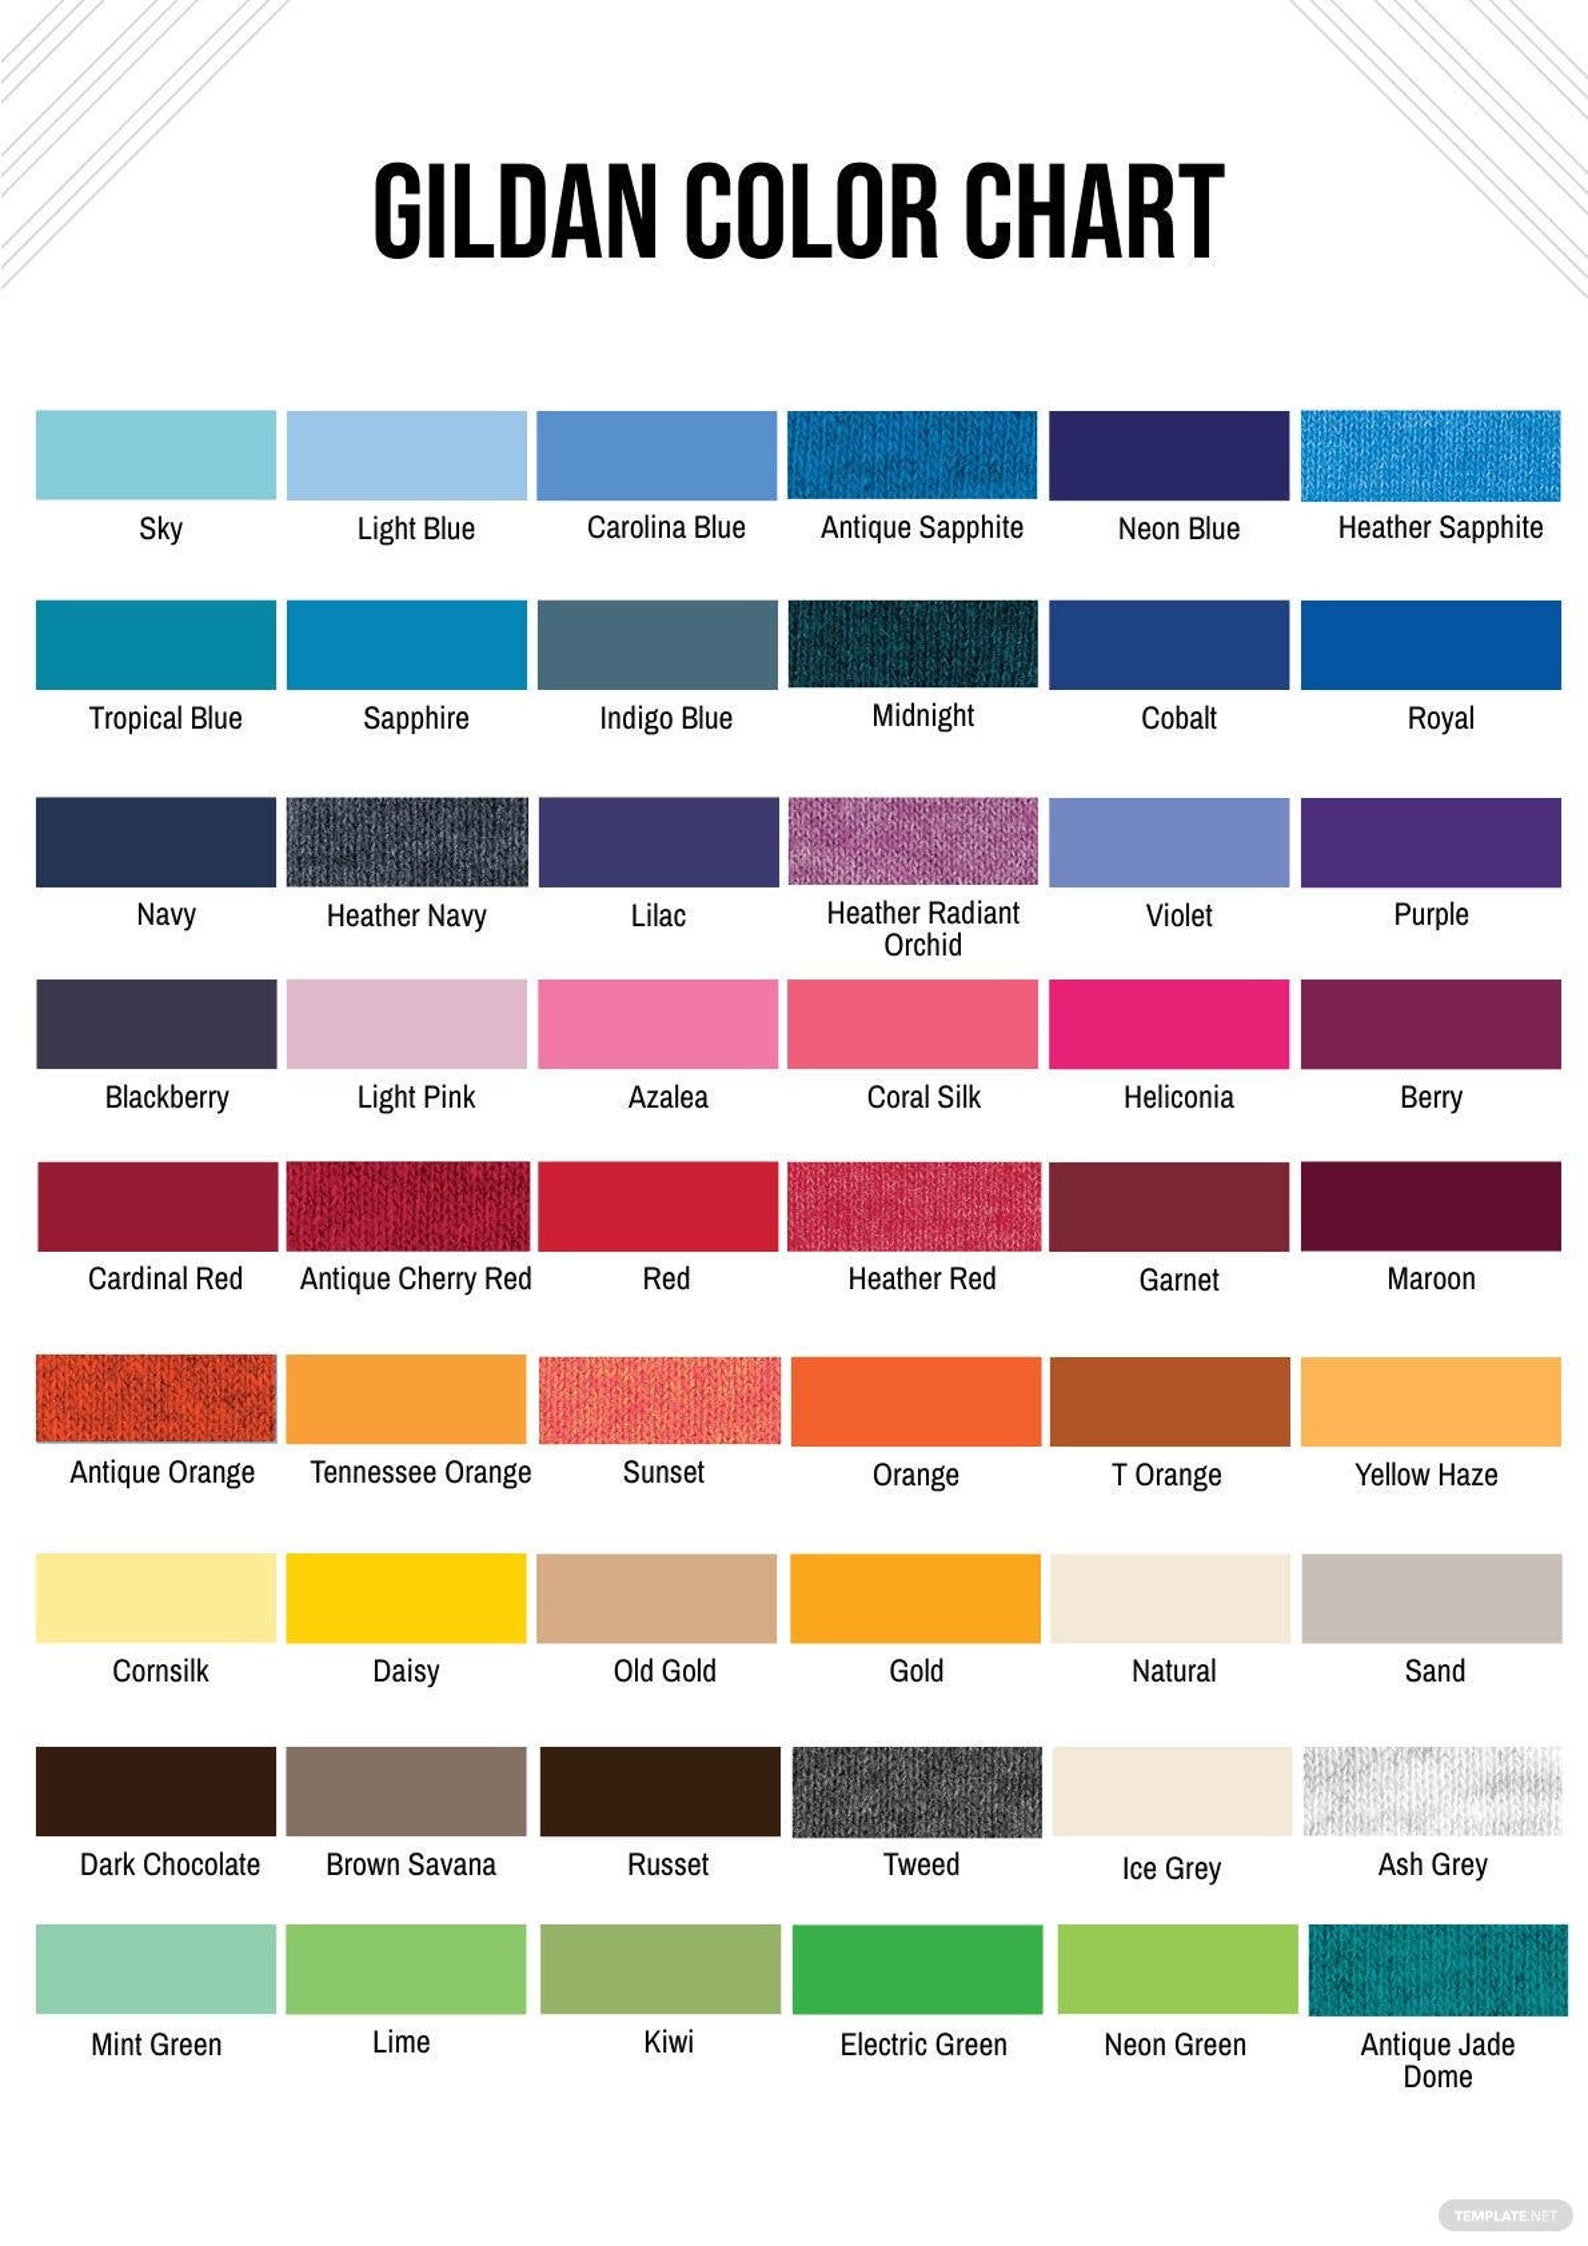 GILDAN COLOR CHART
Sky
Light Blue
Carolina Blue
Antique Sapphite
Neon Blue
Heather Sapphite
Tropical Blue
Sapphire
Indigo Blue
Midnight
Cobalt
Royal
Navy
Heather Navy
Lilac
Heather Radiant
Orchid
Violet
Purple
Blackberry
Light Pink
Azalea
Coral Silk
Heliconia
Berry
Cardinal Red
Antique Cherry Red
Red
Heather Red
Garnet
Maroon
Antique Orange
Tennessee Orange
Sunset
Orange
T Orange
Yellow Haze
Cornsilk
Daisy
Old Gold
Gold
Natural
Sand
Dark Chocolate
Brown Savana
Russet
Tweed
Ice Grey
Ash Grey
Mint Green
Lime
Kiwi
Electric Green
Neon Green
Antique Jade
Dome
TEMPLATE.NET